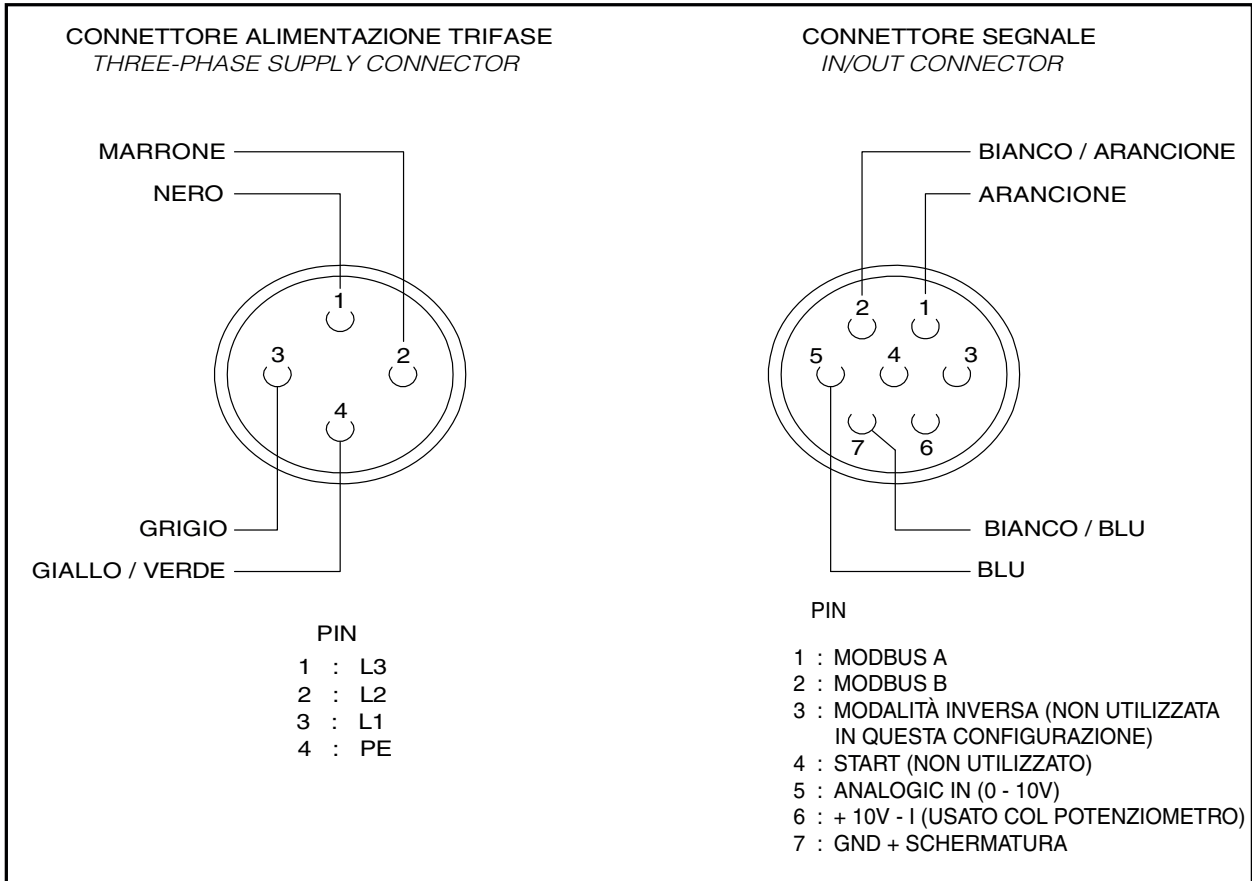 CONNETTORE ALIMENTAZIONE TRIFASE
THREE-PHASE SUPPLY CONNECTOR
MARRONE
NERO
1
3
2
4
GRIGIO
GIALLO / VERDE
PIN
1 : L3
2 : L2
3 : L1
4 : PE
CONNETTORE SEGNALE
IN/OUT CONNECTOR
BIANCO / ARANCIONE
ARANCIONE
2 1
5 4 3
7 6
BIANCO / BLU
BLU
PIN
1 : MODBUS A
2 : MODBUS B
3 : MODALITÀ INVERSA (NON UTILIZZATA
IN QUESTA CONFIGURAZIONE)
4 : START (NON UTILIZZATO)
5 : ANALOGIC IN (0 - 10V)
6 : + 10V - I (USATO COL POTENZIOMETRO)
7 : GND + SCHERMATURA